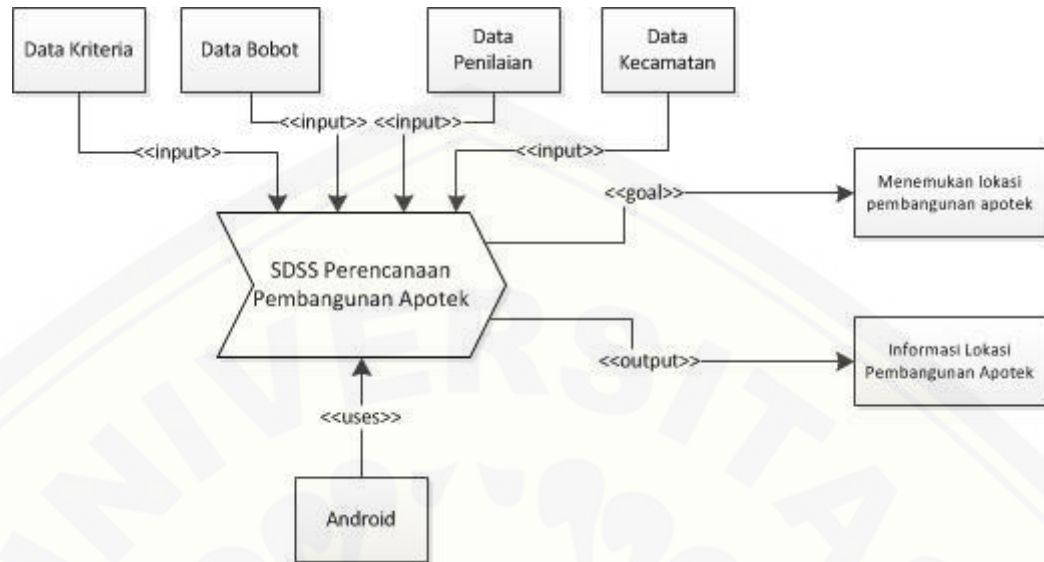 Data Kriteria
Data Bobot
Data
Penilaian
Data
Kecamatan
<<input>>
<<input>>
<<input>>
<<input>>
<<goal>>
Menemukan lokasi
pembangunan apotek
SDSS Perencanaan
Pembangunan Apotek
<<output>>
Informasi Lokasi
Pembangunan Apotek
<<uses>>
Android
UNIVERSITA